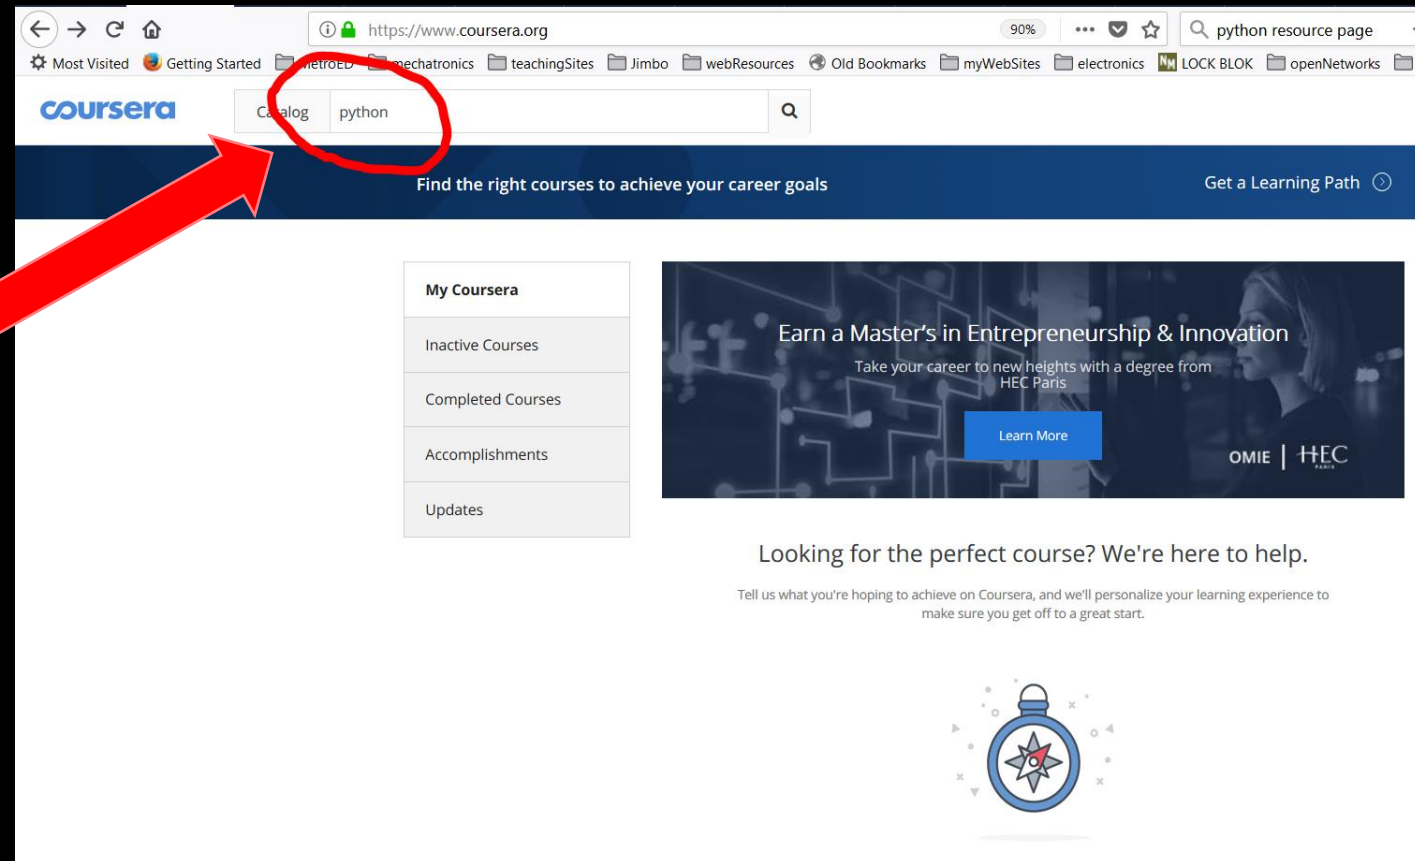 https://www.coursera.org 90% python resource page
Most Visited Getting Started MetroED mechatronics teachingSites Jimbo webResources Old Bookmarks myWebSites electronics NM LOCK BLOK openNetworks
coursera Catalog python
Find the right courses to achieve your career goals Get a Learning Path
My Coursera
Inactive Courses
Completed Courses
Accomplishments
Updates
Earn a Master's in Entrepreneurship & Innovation
Take your career to new heights with a degree from
HEC Paris
Learn More
OMIE | HEC
PARIS
Looking for the perfect course? We're here to help.
Tell us what you're hoping to achieve on Coursera, and we'll personalize your learning experience to
make sure you get off to a great start.